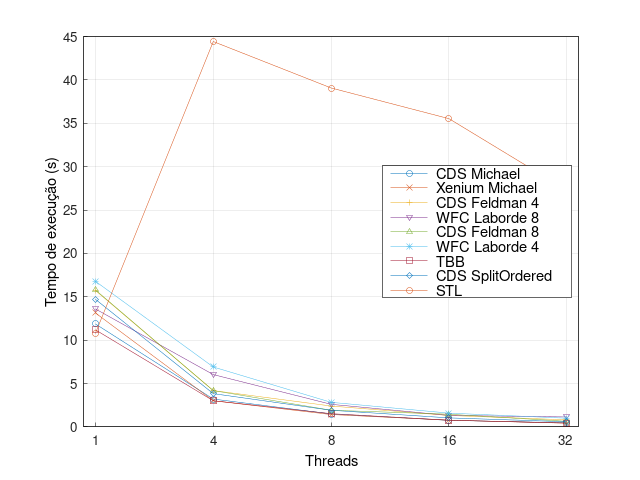 45
40
35
30
25
20
15
10
5
0
Tempo de execução (s)
CDS Michael
Xenium Michael
CDS Feldman 4
WFC Laborde 8
CDS Feldman 8
WFC Laborde 4
TBB
CDS SplitOrdered
STL
1 4 8 16 32
Threads